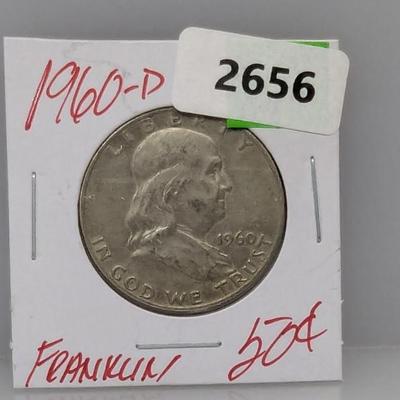 1960-D
2656
LIBERTY
1960
IN GOD WE TRUST
FRANKLIN 50¢